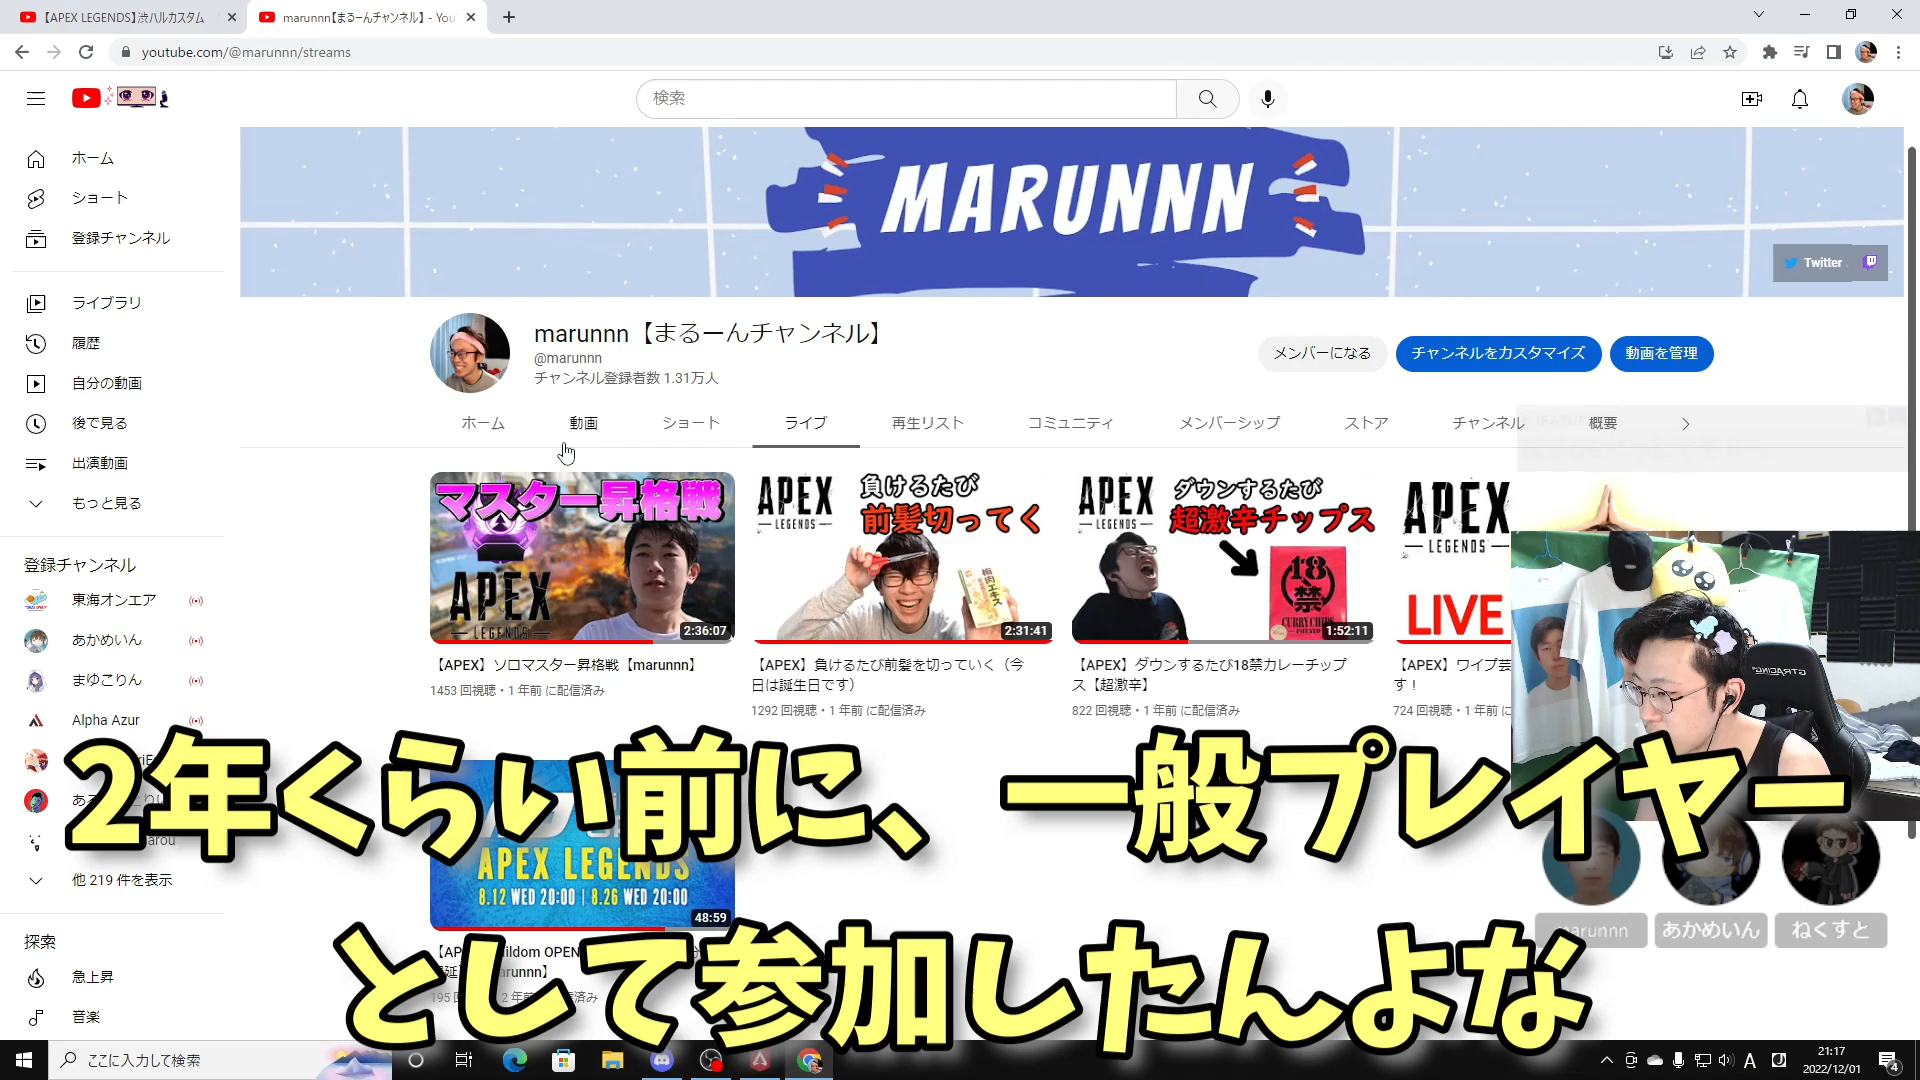 【APEX LEGENDS】渋ハルカスタム
marunnn【まるーんチャンネル】 - You
youtube.com/@marunnn/streams
検索
ホーム
ショート
登録チャンネル
ライブラリ
履歴
自分の動画
後で見る
出演動画
もっと見る
登録チャンネル
東海オンエア
あかめいん
まゆこりん
Alpha Azur
他 219 件を表示
探索
急上昇
音楽
MARUNNN
Twitter
marunnn【まるーんチャンネル】
@marunnn
チャンネル登録者数 1.31万人
メンバーになる
チャンネルをカスタマイズ
動画を管理
ホーム
動画
ショート
ライブ
再生リスト
コミュニティ
メンバーシップ
ストア
チャンネル
概要
マスター昇格戦
APEX
LEGENDS
2:36:07
【APEX】ソロマスター昇格戦【marunnn】
1453 回視聴・1 年前 に配信済み
APEX
LEGENDS
負けるたび
前髪切ってく
2:31:41
【APEX】負けるたび前髪を切っていく（今
日は誕生日です）
1292 回視聴・1 年前 に配信済み
APEX
LEGENDS
ダウンするたび
超激辛チップス
18
禁
CURRY CHIPS
1:52:11
【APEX】ダウンするたび18禁カレーチップ
ス【超激辛】
822 回視聴・1 年前 に配信済み
APEX
LEGENDS
LIVE
【APEX】ワイプ芸
す！
724 回視聴・1 年前 に
GTRACING
2年くらい前に、一般プレイヤー
として参加したんよな
APEX LEGENDS
8.12 WED 20:00 | 8.26 WED 20:00
48:59
marunnn
あかめいん
ねくすと
ここに入力して検索
A
21:17
2022/12/01
4